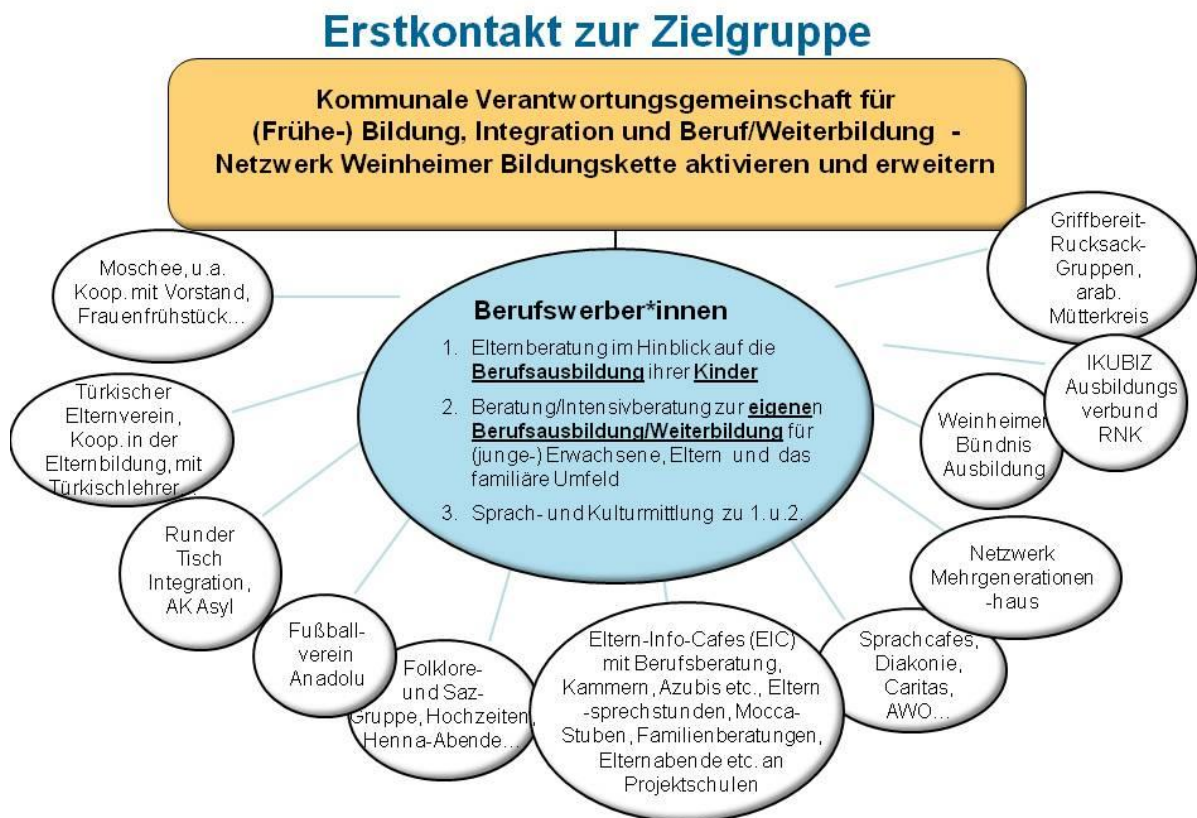 Erstkontakt zur Zielgruppe
Kommunale Verantwortungsgemeinschaft für
(Frühe-) Bildung, Integration und Beruf/Weiterbildung -
Netzwerk Weinheimer Bildungskette aktivieren und erweitern
Moschee, u.a.
Koop. mit Vorstand,
Frauenfrühstück...
Türkischer
Elternverein,
Koop. in der
Elternbildung, mit
Türkischlehrer...
Runder
Tisch
Integration,
AK Asyl
Fußball-
verein
Anadolu
Folklore-
und Saz-
Gruppe, Hochzeiten,
Henna-Abende...
Berufswerber*innen
1. Elternberatung im Hinblick auf die
Berufsausbildung ihrer Kinder
2. Beratung/Intensivberatung zur eigenen
Berufsausbildung/Weiterbildung für
(junge-) Erwachsene, Eltern und das
familiäre Umfeld
3. Sprach- und Kulturmittlung zu 1. u. 2.
Eltern-Info-Cafes (EIC)
mit Berufsberatung,
Kammern, Azubis etc., Eltern
-sprechstunden, Mocca-
Stuben, Familienberatungen,
Elternabende etc. an
Projektschulen
Sprachcafes,
Diakonie,
Caritas,
AWO...
Netzwerk
Mehrgenerationen
-haus
Weinheimer
Bündnis
Ausbildung
IKUBIZ
Ausbildungs
verbund
RNK
Griffbereit-
Rucksack-
Gruppen,
arab.
Mütterkreis